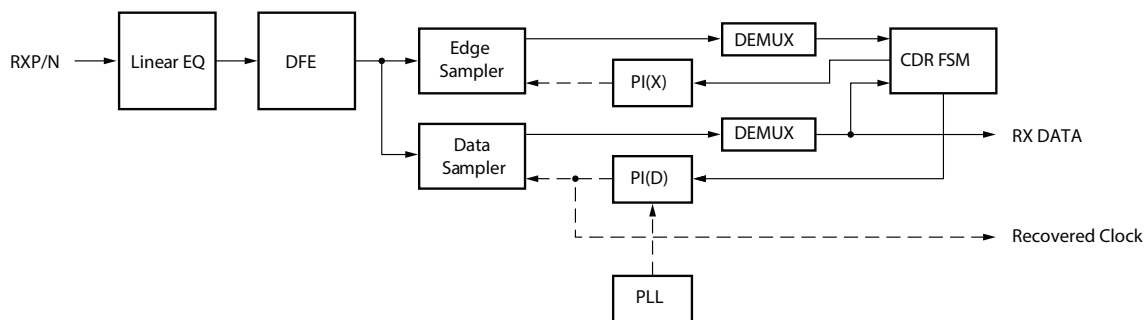 RXP/N
Linear EQ
DFE
Edge
Sampler
DEMUX
PI(X)
CDR FSM
Data
Sampler
DEMUX
RX DATA
PI(D)
Recovered Clock
PLL